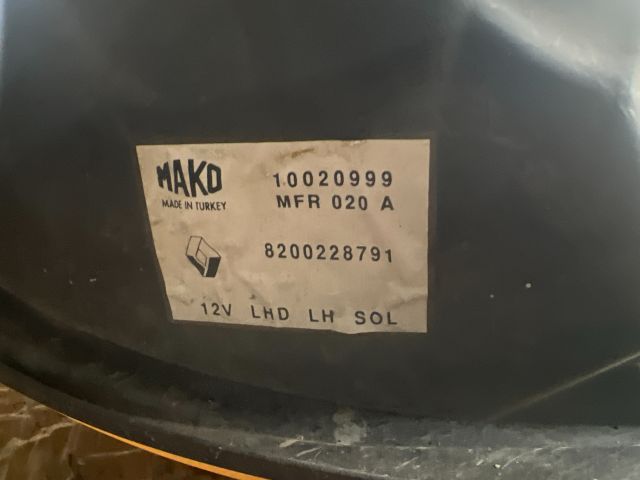 MAKO
MADE IN TURKEY
10020999
MFR 020 A
8200228791
12V LHD LH SOL